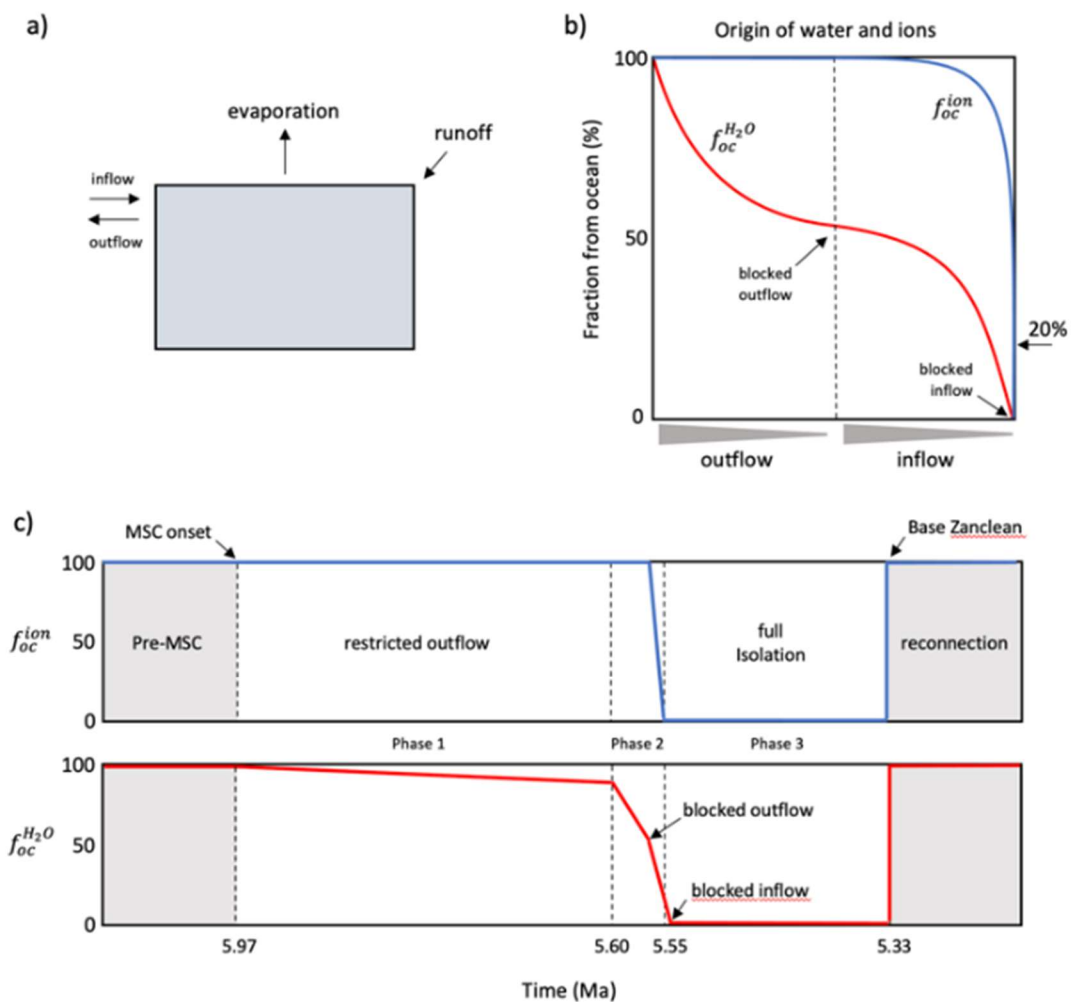 a)
evaporation
runoff
inflow
outflow
b)
Origin of water and ions
Fraction from ocean (%)
100
50
0
f_oc^H2O
f_oc^ion
blocked
outflow
20%
blocked
inflow
outflow
inflow
c)
MSC onset
Base Zanclean
100
f_oc^ion 50
0
Pre-MSC
restricted outflow
full
Isolation
reconnection
Phase 1
Phase 2
Phase 3
100
f_oc^H2O 50
0
blocked outflow
blocked inflow
5.97
5.60
5.55
5.33
Time (Ma)